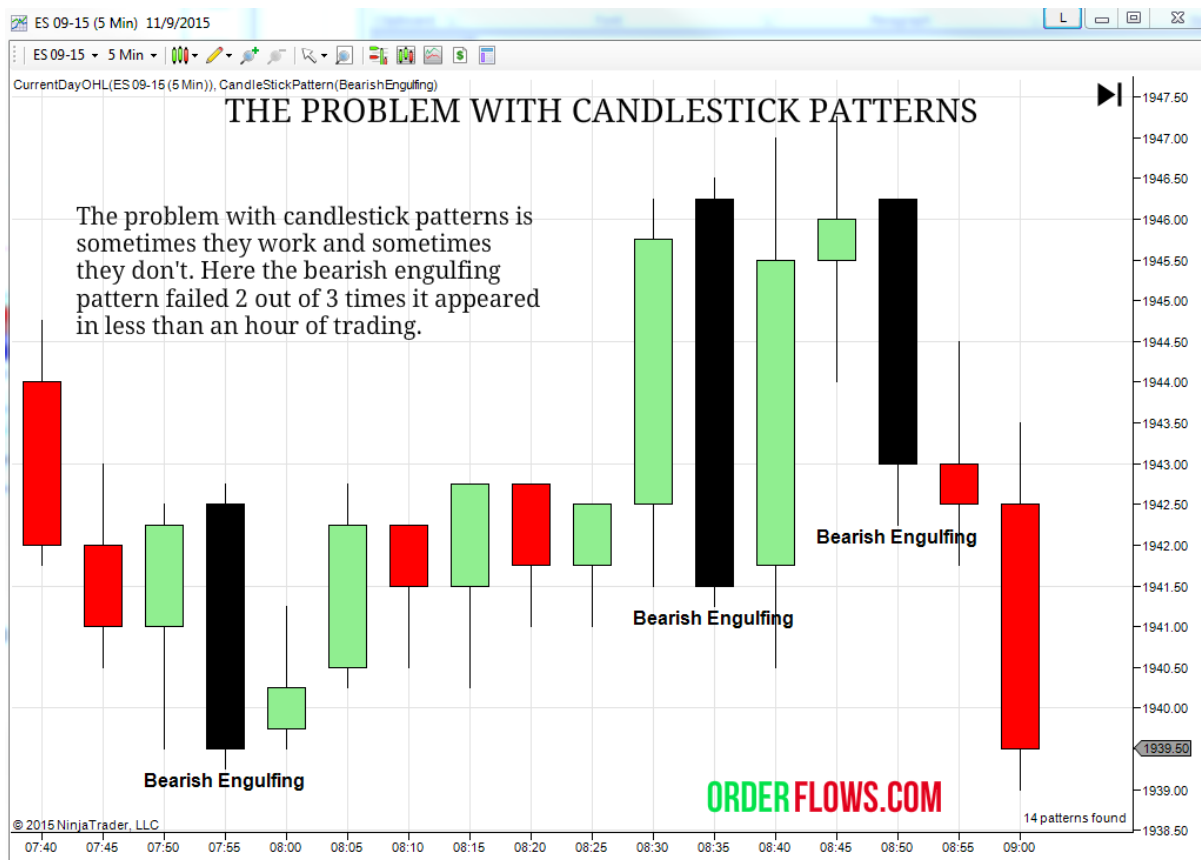 ES 09-15 (5 Min) 11/9/2015
L
ES 09-15 5 Min
$
CurrentDayOHL(ES 09-15 (5 Min)), CandleStickPattern(BearishEngulfing)
THE PROBLEM WITH CANDLESTICK PATTERNS
The problem with candlestick patterns is
sometimes they work and sometimes
they don't. Here the bearish engulfing
pattern failed 2 out of 3 times it appeared
in less than an hour of trading.
1947.50
1947.00
1946.50
1946.00
1945.50
1945.00
1944.50
1944.00
1943.50
1943.00
1942.50
1942.00
1941.50
1941.00
1940.50
1940.00
1939.50
1939.00
1938.50
Bearish Engulfing
Bearish Engulfing
Bearish Engulfing
ORDERFLOWS.COM
14 patterns found
© 2015 NinjaTrader, LLC
07:40 07:45 07:50 07:55 08:00 08:05 08:10 08:15 08:20 08:25 08:30 08:35 08:40 08:45 08:50 08:55 09:00